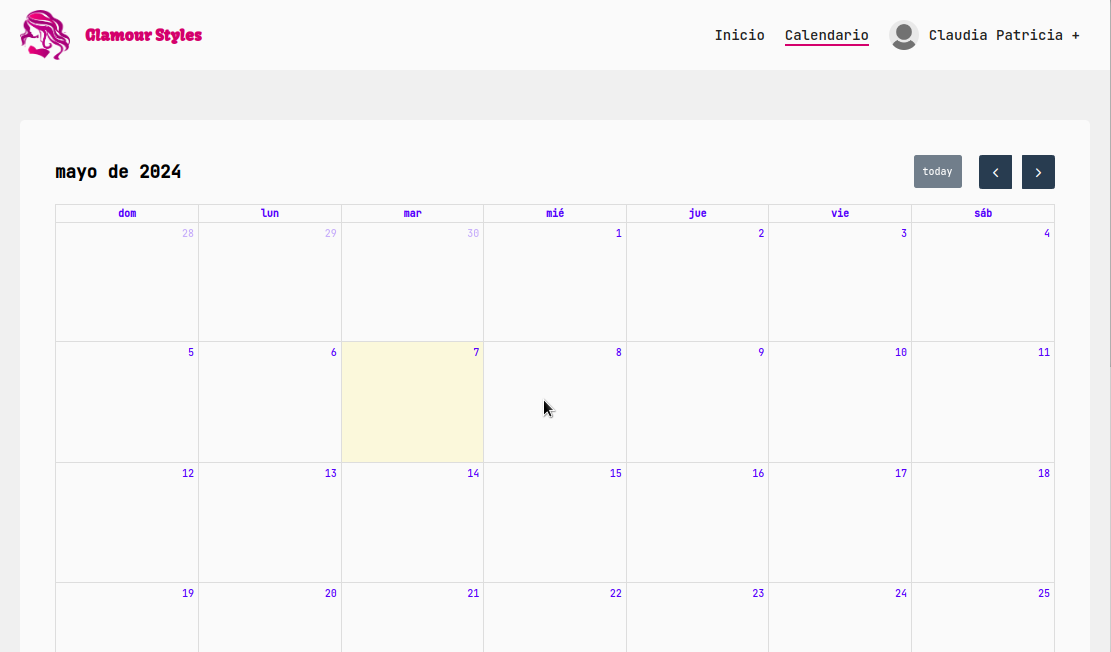 Glamour Styles
Inicio Calendario Claudia Patricia +
mayo de 2024
today
dom lun mar mié jue vie sáb
28 29 30 1 2 3 4
5 6 7 8 9 10 11
12 13 14 15 16 17 18
19 20 21 22 23 24 25